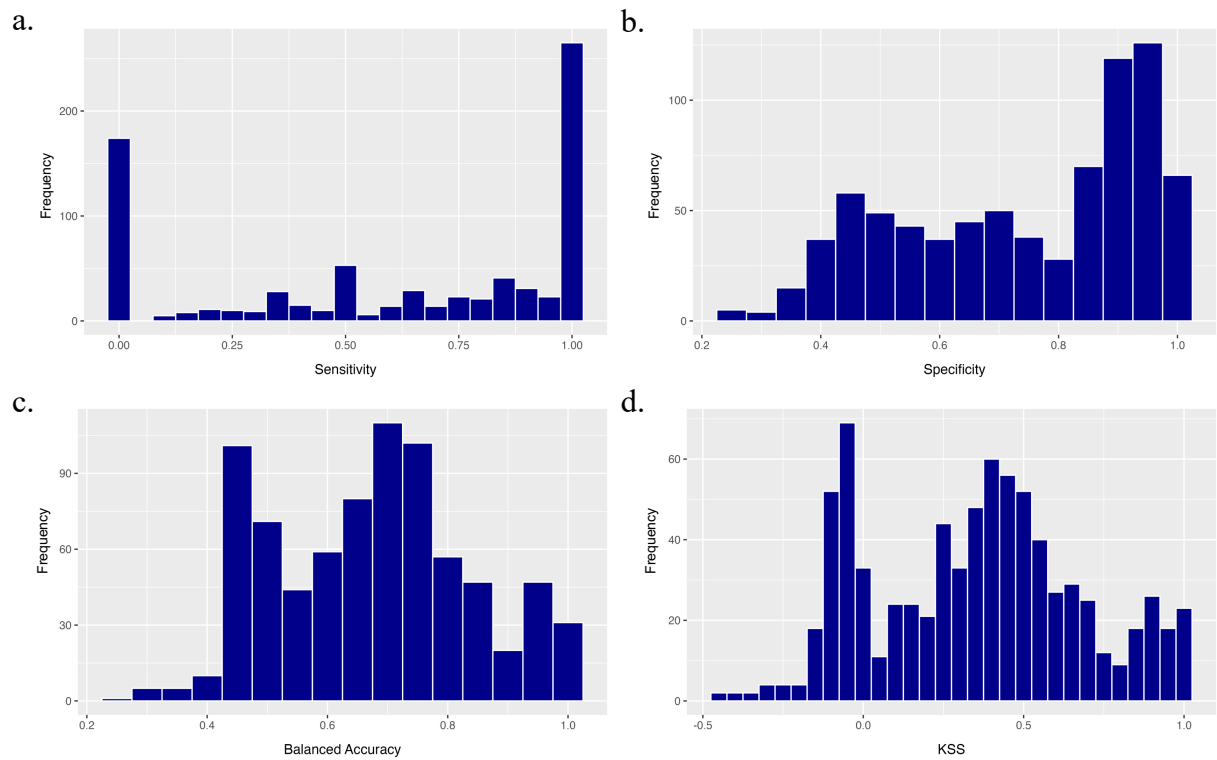 a.
200
100
0
Frequency
0.00 0.25 0.50 0.75 1.00
Sensitivity
b.
100
50
0
Frequency
0.2 0.4 0.6 0.8 1.0
Specificity
c.
90
60
30
0
Frequency
0.2 0.4 0.6 0.8 1.0
Balanced Accuracy
d.
60
40
20
0
Frequency
-0.5 0.0 0.5 1.0
KSS